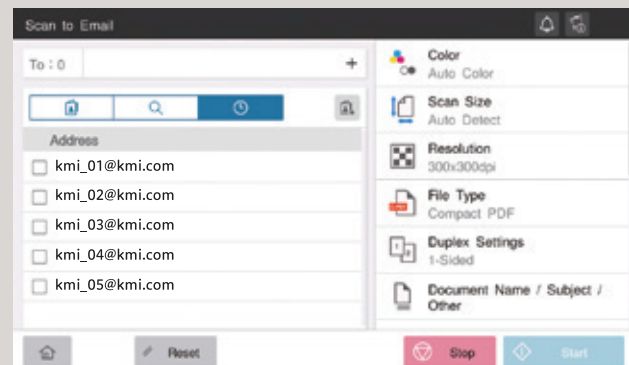 Scan to Email
To : 0
+
Address
kmi_01@kmi.com
kmi_02@kmi.com
kmi_03@kmi.com
kmi_04@kmi.com
kmi_05@kmi.com
Color
Auto Color
Scan Size
Auto Detect
Resolution
300x300dpi
File Type
Compact PDF
Duplex Settings
1-Sided
Document Name / Subject /
Other
Reset
Stop
Start